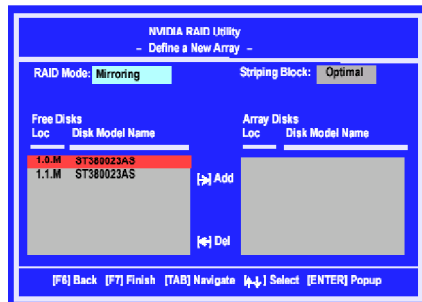 NVIDIA RAID Utility
– Define a New Array –
RAID Mode: Mirroring Striping Block: Optimal
Free Disks Array Disks
Loc Disk Model Name Loc Disk Model Name
1.0.M ST380023AS
1.1.M ST380023AS
[→] Add
[←] Del
[F6] Back [F7] Finish [TAB] Navigate [↑↓] Select [ENTER] Popup